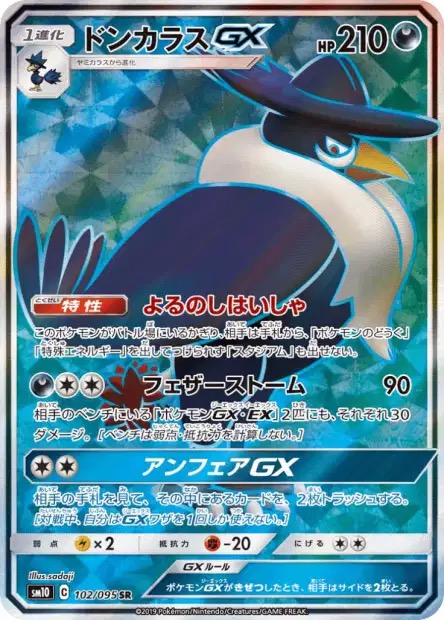 1進化
ドンカラスGX
HP210
ヤミカラスから進化
とくせい
特性 よるのしはいしゃ
このポケモンがバトル場にいるかぎり、相手は手札から、「ポケモンのどうぐ」
「特殊エネルギー」を出してつけられず「スタジアム」も出せない。
フェザーストーム 90
相手のベンチにいる「ポケモンGX・EX」2匹にも、それぞれ30
ダメージ。[ベンチは弱点・抵抗力を計算しない。]
アンフェアGX
相手の手札を見て、その中にあるカードを、2枚トラッシュする。
[対戦中、自分はGXワザを1回しか使えない。]
弱点 ×2 抵抗力 -20 にげる
Illus.sadaji
GXルール
sm10 C 102/095 SR
ポケモンGXがきぜつしたとき、相手はサイドを2枚とる。
©2019 Pokémon/Nintendo/Creatures/GAME FREAK.